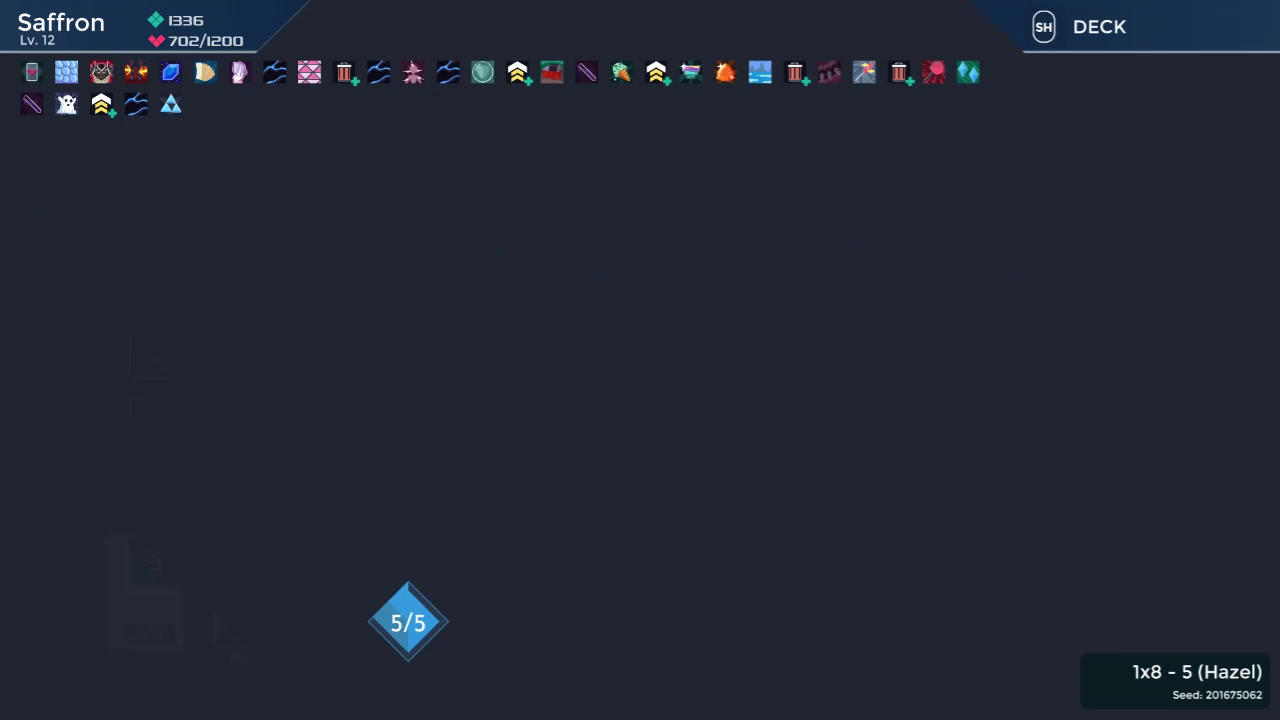 Saffron
Lv. 12
1336
702/1200
SH
DECK
5/5
1x8 - 5 (Hazel)
Seed: 201675062